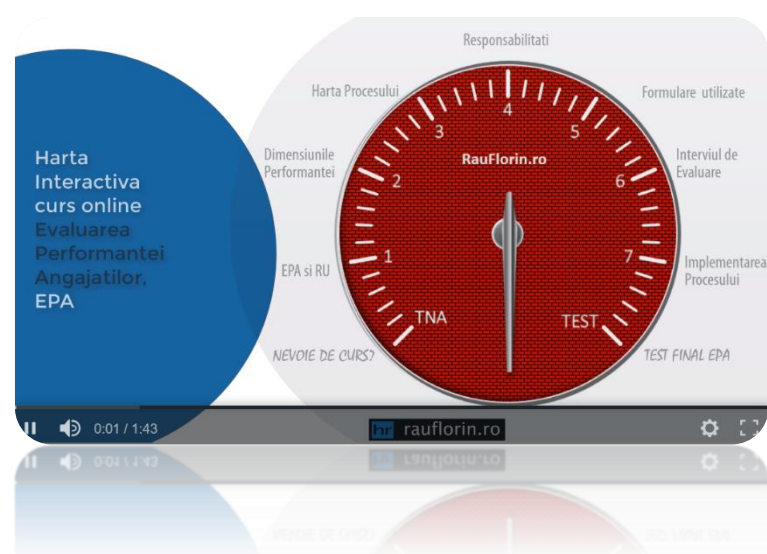 Harta
Interactiva
curs online
Evaluarea
Performantei
Angajatilor,
EPA
Responsabilitati
Harta Procesului
Formulare utilizate
Dimensiunile
Performantei
Interviul de
Evaluare
EPA si RU
Implementarea
Procesului
NEVOIE DE CURS?
TEST FINAL EPA
RauFlorin.ro
1
2
3
4
5
6
7
TNA
TEST
0:01 / 1:43
hr rauflorin.ro